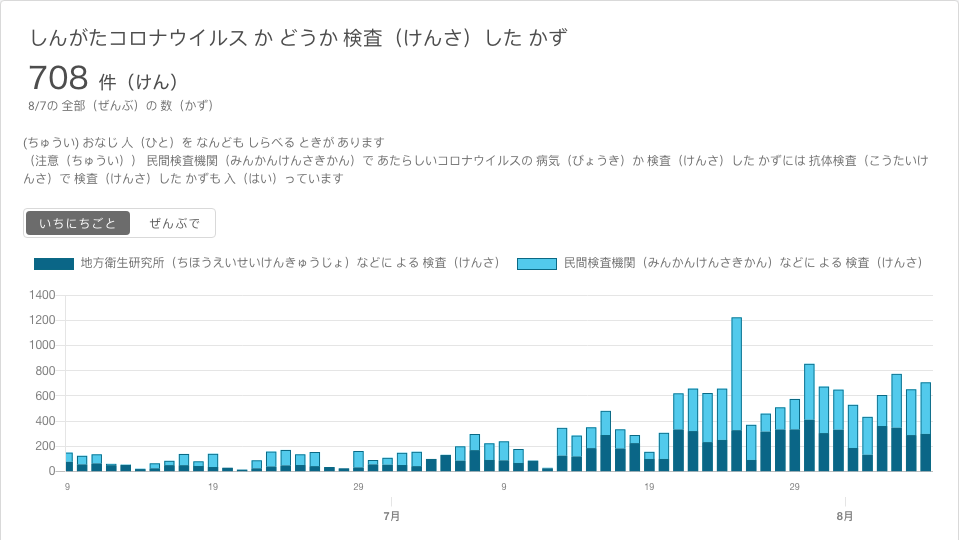 しんがたコロナウイルス か どうか 検査（けんさ）した かず
708 件（けん）
8/7の 全部（ぜんぶ）の 数（かず）
(ちゅうい) おなじ 人（ひと）を なんども しらべる ときが あります
（注意（ちゅうい）） 民間検査機関（みんかんけんさきかん）で あたらしいコロナウイルスの 病気（びょうき）か 検査（けんさ）した かずには 抗体検査（こうたいけ
んさ）で 検査（けんさ）した かずも 入（はい）っています
いちにちごと ぜんぶで
地方衛生研究所（ちほうえいせいけんきゅうじょ）などに よる 検査（けんさ） 民間検査機関（みんかんけんさきかん）などに よる 検査（けんさ）
1400
1200
1000
800
600
400
200
0
9 19 29 9 19 29
7月 8月